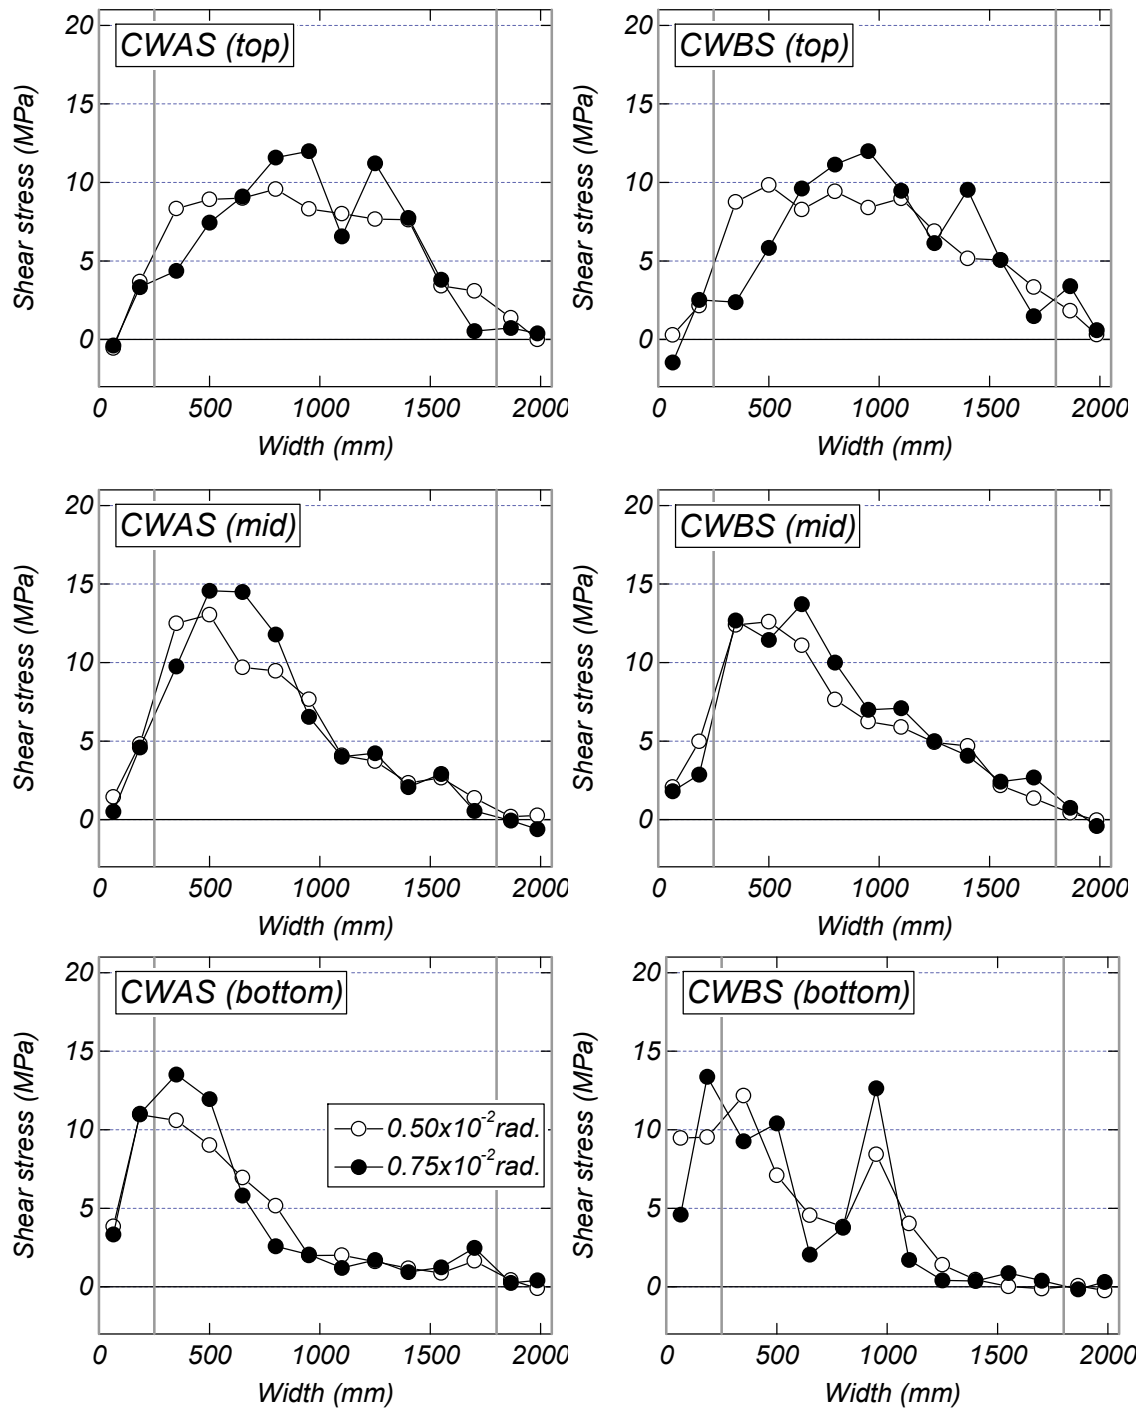 CWAS (top)
Shear stress (MPa)
20
15
10
5
0
0 500 1000 1500 2000
Width (mm)
CWBS (top)
Shear stress (MPa)
20
15
10
5
0
0 500 1000 1500 2000
Width (mm)
CWAS (mid)
Shear stress (MPa)
20
15
10
5
0
0 500 1000 1500 2000
Width (mm)
CWBS (mid)
Shear stress (MPa)
20
15
10
5
0
0 500 1000 1500 2000
Width (mm)
CWAS (bottom)
Shear stress (MPa)
20
15
10
5
0
0.50x10⁻²rad.
0.75x10⁻²rad.
0 500 1000 1500 2000
Width (mm)
CWBS (bottom)
Shear stress (MPa)
20
15
10
5
0
0 500 1000 1500 2000
Width (mm)